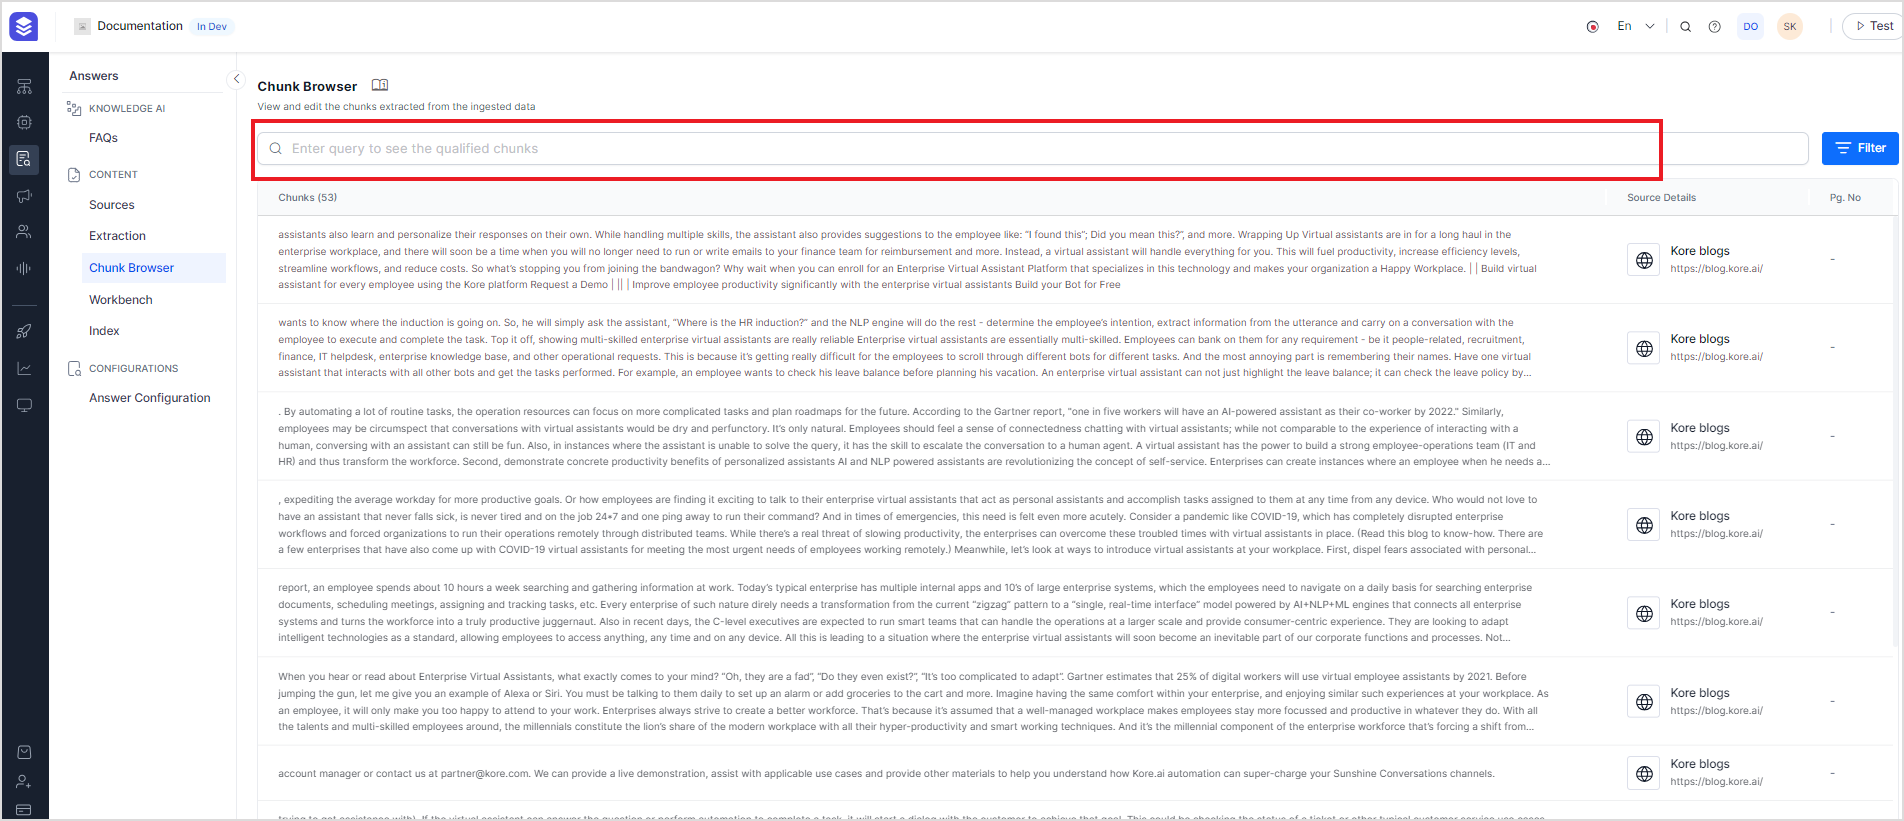 Documentation In Dev
En
DO
SK
Test
Answers
KNOWLEDGE AI
FAQs
CONTENT
Sources
Extraction
Chunk Browser
Workbench
Index
CONFIGURATIONS
Answer Configuration
Chunk Browser
View and edit the chunks extracted from the ingested data
Enter query to see the qualified chunks
Filter
Chunks (53) Source Details Pg. No
assistants also learn and personalize their responses on their own. While handling multiple skills, the assistant also provides suggestions to the employee like: “I found this”; Did you mean this?”, and more. Wrapping Up Virtual assistants are in for a long haul in the
enterprise workplace, and there will soon be a time when you will no longer need to run or write emails to your finance team for reimbursement and more. Instead, a virtual assistant will handle everything for you. This will fuel productivity, increase efficiency levels,
streamline workflows, and reduce costs. So what’s stopping you from joining the bandwagon? Why wait when you can enroll for an Enterprise Virtual Assistant Platform that specializes in this technology and makes your organization a Happy Workplace. | | Build virtual
assistant for every employee using the Kore platform Request a Demo | || | Improve employee productivity significantly with the enterprise virtual assistants Build your Bot for Free
Kore blogs
https://blog.kore.ai/
-
wants to know where the induction is going on. So, he will simply ask the assistant, “Where is the HR induction?” and the NLP engine will do the rest - determine the employee’s intention, extract information from the utterance and carry on a conversation with the
employee to execute and complete the task. Top it off, showing multi-skilled enterprise virtual assistants are really reliable Enterprise virtual assistants are essentially multi-skilled. Employees can bank on them for any requirement - be it people-related, recruitment,
finance, IT helpdesk, enterprise knowledge base, and other operational requests. This is because it’s getting really difficult for the employees to scroll through different bots for different tasks. And the most annoying part is remembering their names. Have one virtual
assistant that interacts with all other bots and get the tasks performed. For example, an employee wants to check his leave balance before planning his vacation. An enterprise virtual assistant can not just highlight the leave balance; it can check the leave policy by...
Kore blogs
https://blog.kore.ai/
-
. By automating a lot of routine tasks, the operation resources can focus on more complicated tasks and plan roadmaps for the future. According to the Gartner report, "one in five workers will have an AI-powered assistant as their co-worker by 2022." Similarly,
employees may be circumspect that conversations with virtual assistants would be dry and perfunctory. It’s only natural. Employees should feel a sense of connectedness chatting with virtual assistants; while not comparable to the experience of interacting with a
human, conversing with an assistant can still be fun. Also, in instances where the assistant is unable to solve the query, it has the skill to escalate the conversation to a human agent. A virtual assistant has the power to build a strong employee-operations team (IT and
HR) and thus transform the workforce. Second, demonstrate concrete productivity benefits of personalized assistants AI and NLP powered assistants are revolutionizing the concept of self-service. Enterprises can create instances where an employee when he needs a...
Kore blogs
https://blog.kore.ai/
-
, expediting the average workday for more productive goals. Or how employees are finding it exciting to talk to their enterprise virtual assistants that act as personal assistants and accomplish tasks assigned to them at any time from any device. Who would not love to
have an assistant that never falls sick, is never tired and on the job 24*7 and one ping away to run their command? And in times of emergencies, this need is felt even more acutely. Consider a pandemic like COVID-19, which has completely disrupted enterprise
workflows and forced organizations to run their operations remotely through distributed teams. While there’s a real threat of slowing productivity, the enterprises can overcome these troubled times with virtual assistants in place. (Read this blog to know-how. There are
a few enterprises that have also come up with COVID-19 virtual assistants for meeting the most urgent needs of employees working remotely.) Meanwhile, let’s look at ways to introduce virtual assistants at your workplace. First, dispel fears associated with personal...
Kore blogs
https://blog.kore.ai/
-
report, an employee spends about 10 hours a week searching and gathering information at work. Today’s typical enterprise has multiple internal apps and 10’s of large enterprise systems, which the employees need to navigate on a daily basis for searching enterprise
documents, scheduling meetings, assigning and tracking tasks, etc. Every enterprise of such nature direly needs a transformation from the current “zigzag” pattern to a “single, real-time interface” model powered by AI+NLP+ML engines that connects all enterprise
systems and turns the workforce into a truly productive juggernaut. Also in recent days, the C-level executives are expected to run smart teams that can handle the operations at a larger scale and provide consumer-centric experience. They are looking to adapt
intelligent technologies as a standard, allowing employees to access anything, any time and on any device. All this is leading to a situation where the enterprise virtual assistants will soon become an inevitable part of our corporate functions and processes. Not...
Kore blogs
https://blog.kore.ai/
-
When you hear or read about Enterprise Virtual Assistants, what exactly comes to your mind? “Oh, they are a fad”, “Do they even exist?”, “It’s too complicated to adapt”. Gartner estimates that 25% of digital workers will use virtual employee assistants by 2021. Before
jumping the gun, let me give you an example of Alexa or Siri. You must be talking to them daily to set up an alarm or add groceries to the cart and more. Imagine having the same comfort within your enterprise, and enjoying similar such experiences at your workplace. As
an employee, it will only make you too happy to attend to your work. Enterprises always strive to create a better workforce. That’s because it’s assumed that a well-managed workplace makes employees stay more focussed and productive in whatever they do. With all
the talents and multi-skilled employees around, the millennials constitute the lion’s share of the modern workplace with all their hyper-productivity and smart working techniques. And it’s the millennial component of the enterprise workforce that’s forcing a shift from...
Kore blogs
https://blog.kore.ai/
-
account manager or contact us at partner@kore.com. We can provide a live demonstration, assist with applicable use cases and provide other materials to help you understand how Kore.ai automation can super-charge your Sunshine Conversations channels.
Kore blogs
https://blog.kore.ai/
-